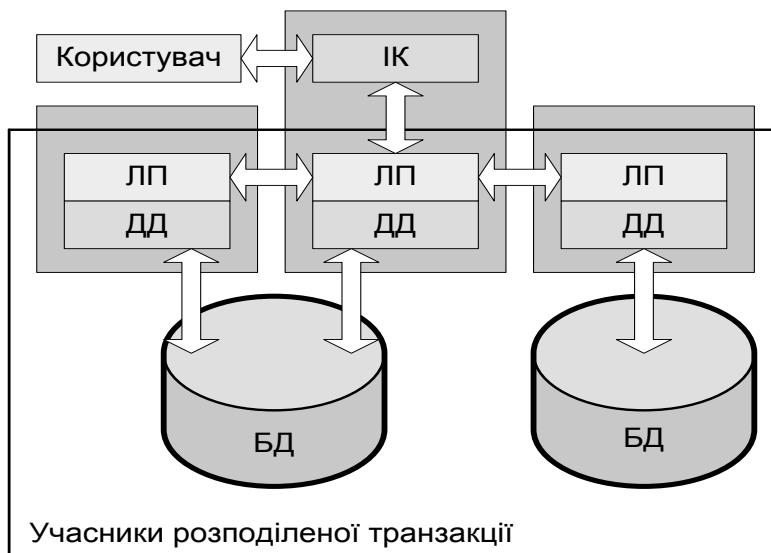 Користувач
ІК
ЛП
ЛП
ЛП
ДД
ДД
ДД
БД
БД
Учасники розподіленої транзакції